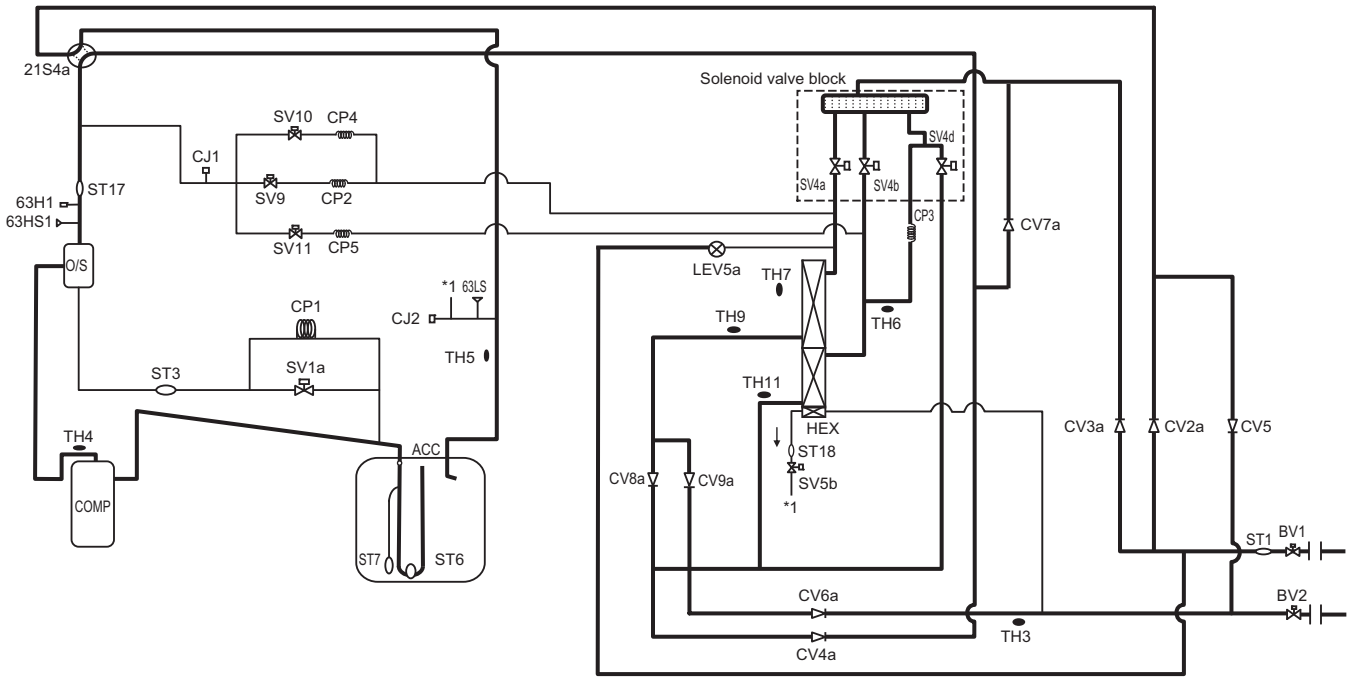 21S4a
Solenoid valve block
SV10
CP4
SV4d
CJ1
ST17
SV9
CP2
SV4a
SV4b
63H1
63HS1
CP3
CV7a
SV11
CP5
O/S
LEV5a
TH7
*1
63LS
CP1
CJ2
TH9
TH6
TH5
SV1a
ST3
TH11
HEX
CV3a
CV2a
CV5
TH4
ACC
ST18
CV8a
CV9a
SV5b
COMP
*1
ST7
ST6
ST1
BV1
CV6a
BV2
TH3
CV4a